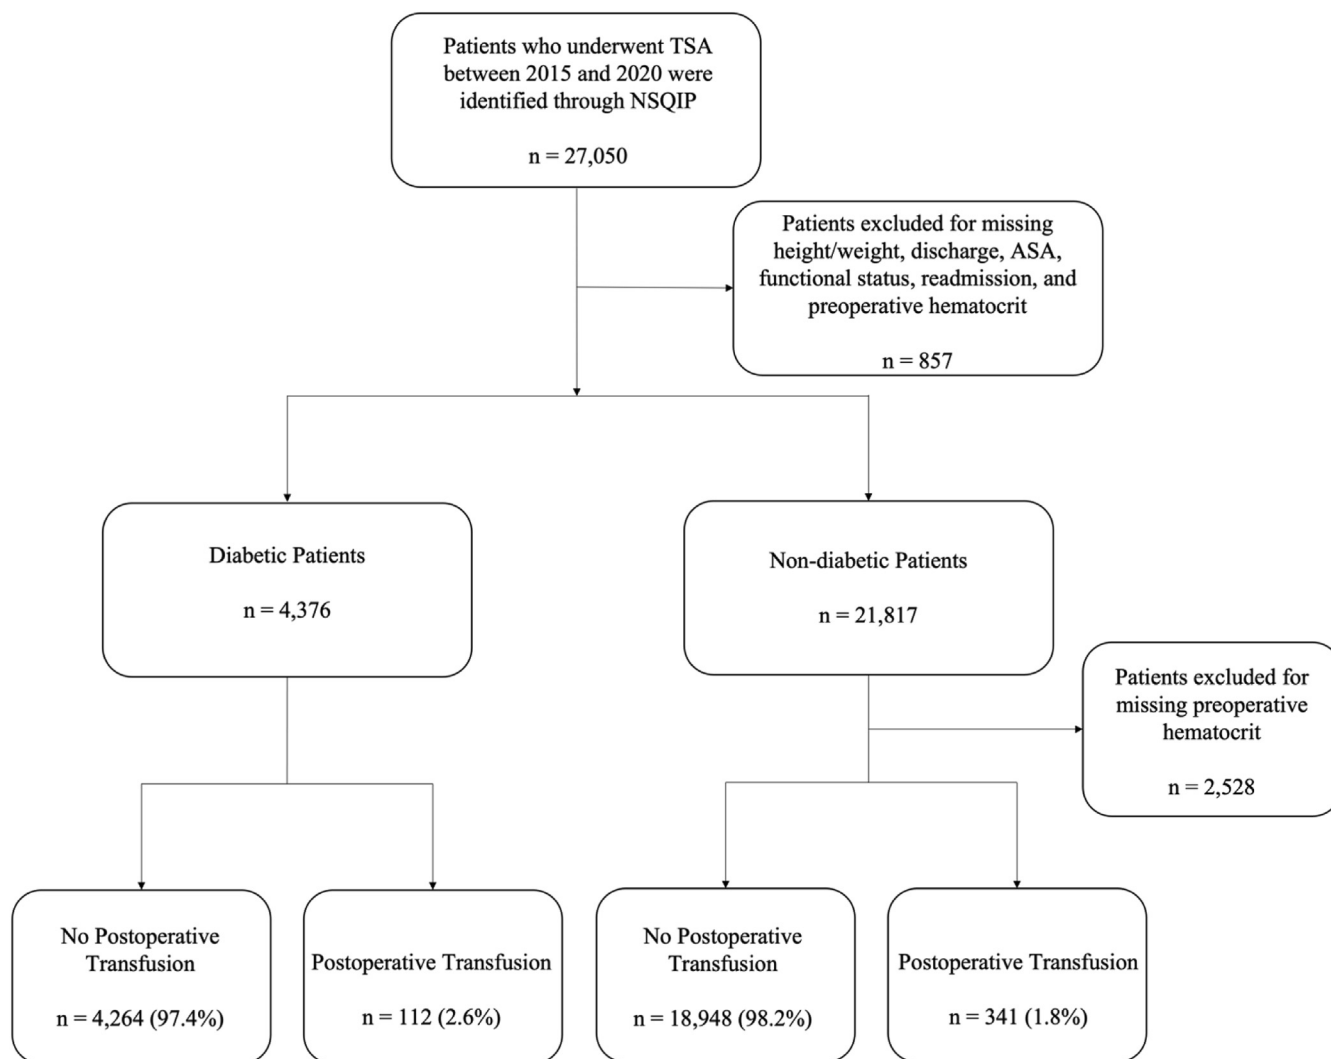 Patients who underwent TSA
between 2015 and 2020 were
identified through NSQIP
n = 27,050
Patients excluded for missing
height/weight, discharge, ASA,
functional status, readmission, and
preoperative hematocrit
n = 857
Diabetic Patients
n = 4,376
Non-diabetic Patients
n = 21,817
Patients excluded for
missing preoperative
hematocrit
n = 2,528
No Postoperative
Transfusion
n = 4,264 (97.4%)
Postoperative Transfusion
n = 112 (2.6%)
No Postoperative
Transfusion
n = 18,948 (98.2%)
Postoperative Transfusion
n = 341 (1.8%)